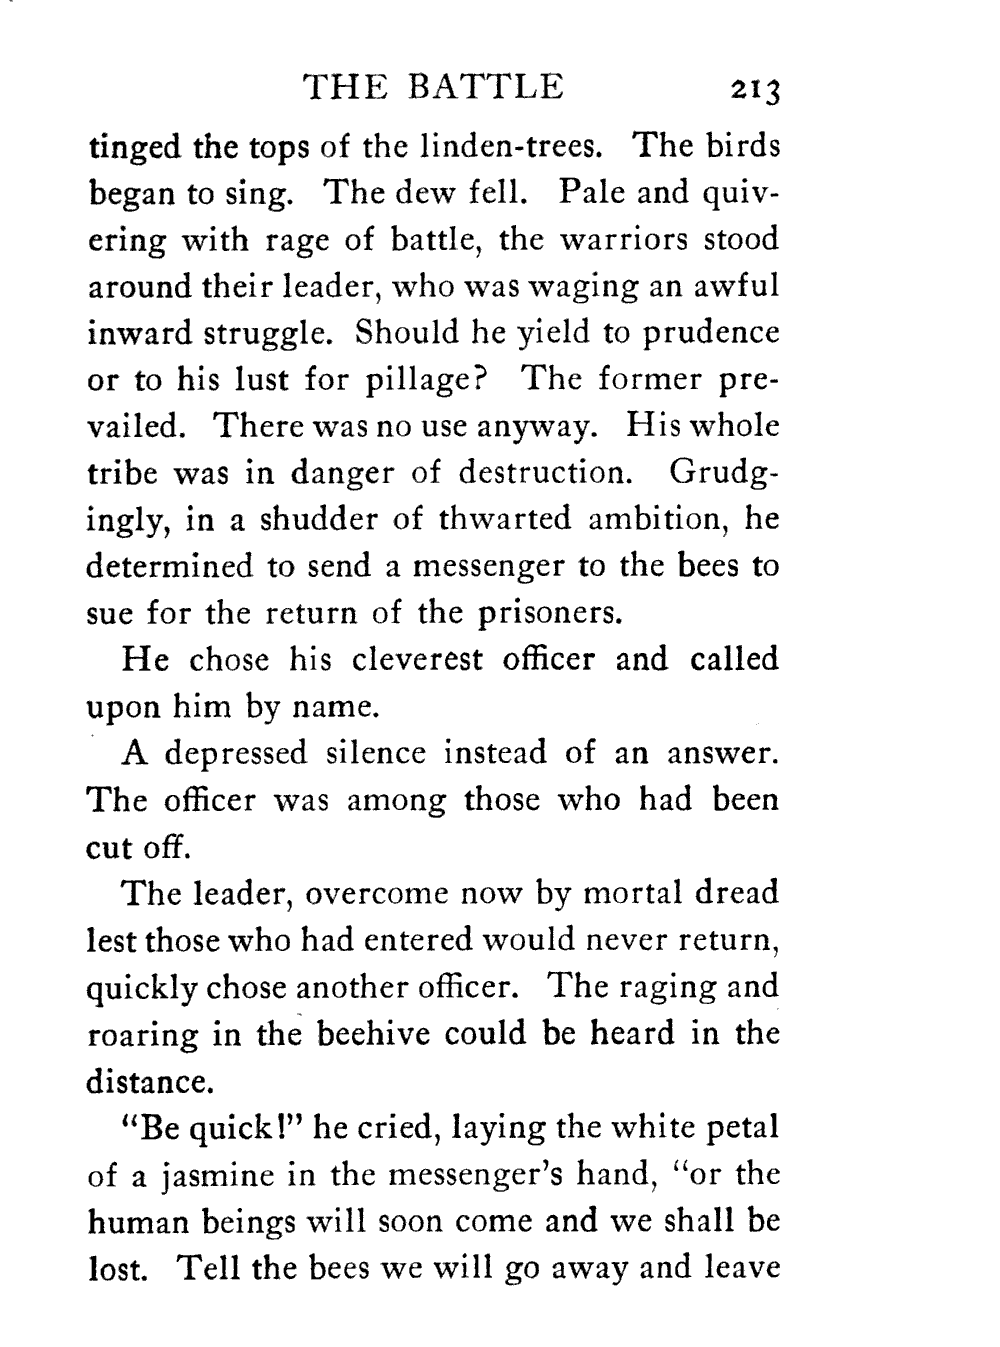 THE BATTLE 213
tinged the tops of the linden-trees. The birds
began to sing. The dew fell. Pale and quiv-
ering with rage of battle, the warriors stood
around their leader, who was waging an awful
inward struggle. Should he yield to prudence
or to his lust for pillage? The former pre-
vailed. There was no use anyway. His whole
tribe was in danger of destruction. Grudg-
ingly, in a shudder of thwarted ambition, he
determined to send a messenger to the bees to
sue for the return of the prisoners.
He chose his cleverest officer and called
upon him by name.
A depressed silence instead of an answer.
The officer was among those who had been
cut off.
The leader, overcome now by mortal dread
lest those who had entered would never return,
quickly chose another officer. The raging and
roaring in the beehive could be heard in the
distance.
“Be quick!” he cried, laying the white petal
of a jasmine in the messenger’s hand, “or the
human beings will soon come and we shall be
lost. Tell the bees we will go away and leave